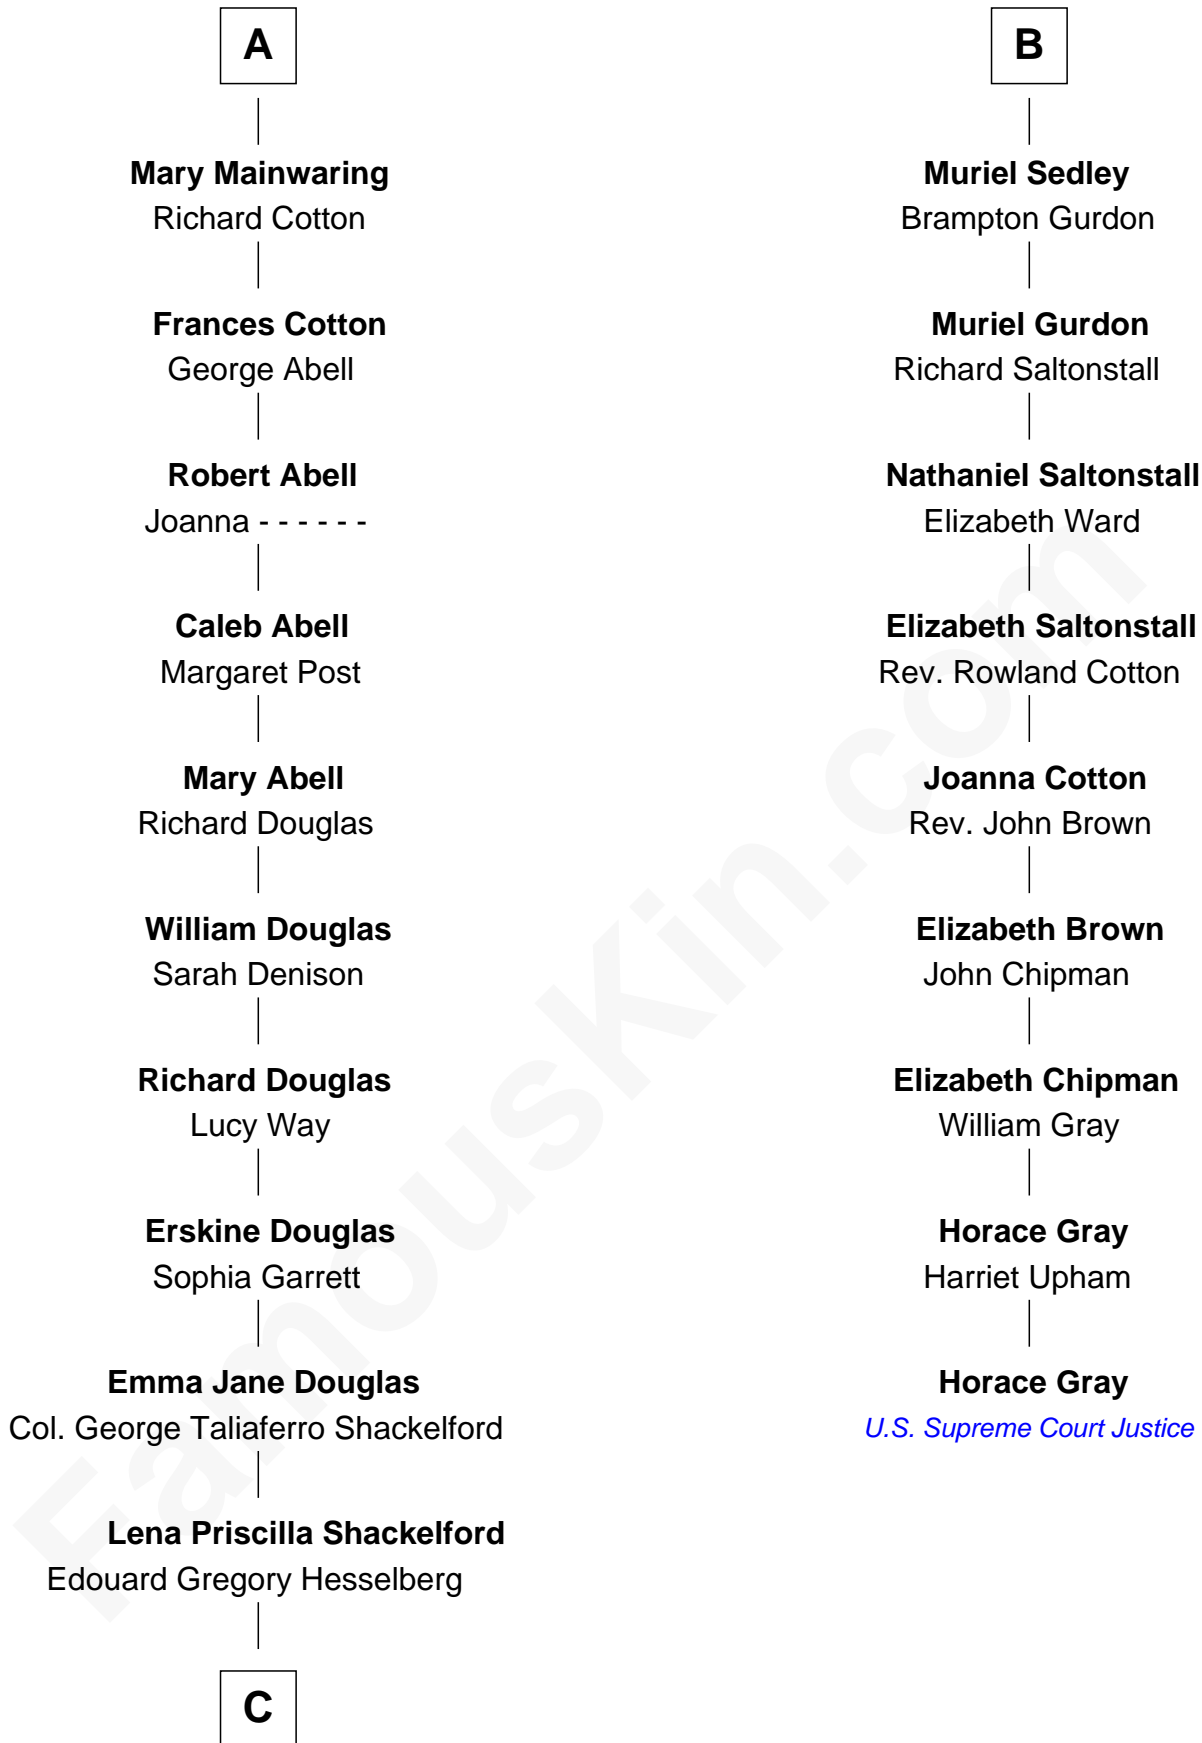 A
Mary Mainwaring
Richard Cotton
Frances Cotton
George Abell
Robert Abell
Joanna - - - - - -
Caleb Abell
Margaret Post
Mary Abell
Richard Douglas
William Douglas
Sarah Denison
Richard Douglas
Lucy Way
Erskine Douglas
Sophia Garrett
Emma Jane Douglas
Col. George Taliaferro Shackelford
Lena Priscilla Shackelford
Edouard Gregory Hesselberg
C
B
Muriel Sedley
Brampton Gurdon
Muriel Gurdon
Richard Saltonstall
Nathaniel Saltonstall
Elizabeth Ward
Elizabeth Saltonstall
Rev. Rowland Cotton
Joanna Cotton
Rev. John Brown
Elizabeth Brown
John Chipman
Elizabeth Chipman
William Gray
Horace Gray
Harriet Upham
Horace Gray
U.S. Supreme Court Justice
FamousKin.com